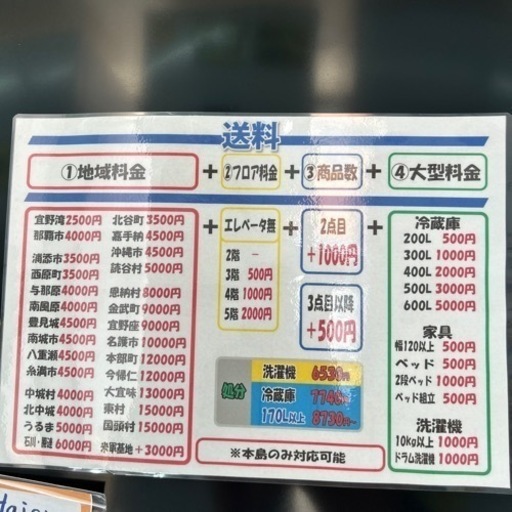 送料
①地域料金 + ②フロア料金 + ③商品数 + ④大型料金
宜野湾2500円
那覇市4000円
浦添市3500円
西原町3500円
与那原4000円
南風原4000円
豊見城4500円
南城市4500円
八重瀬4500円
糸満市4500円
中城村4000円
北中城4000円
うるま5000円
石川・勝連6000円
北谷町3500円
嘉手納4500円
沖縄市4500円
読谷村5000円
恩納村8000円
金武町9000円
宜野座9000円
名護市10000円
本部町12000円
今帰仁12000円
大宜味13000円
東村 15000円
国頭村15000円
米軍基地+3000円
+
エレベータ無
2階 −
3階 500円
4階 1000円
5階 2000円
+
2点目
+1000円
3点目以降
+500円
+
冷蔵庫
200L 500円
300L 1000円
400L 2000円
500L 3000円
600L 5000円
家具
幅120以上 500円
ベッド 500円
2段ベッド 1000円
ベッド組立 500円
洗濯機
10kg以上 1000円
ドラム洗濯機 1000円
処分
洗濯機 6530円
冷蔵庫 7740円~
170L以上 8730円~
※本島のみ対応可能